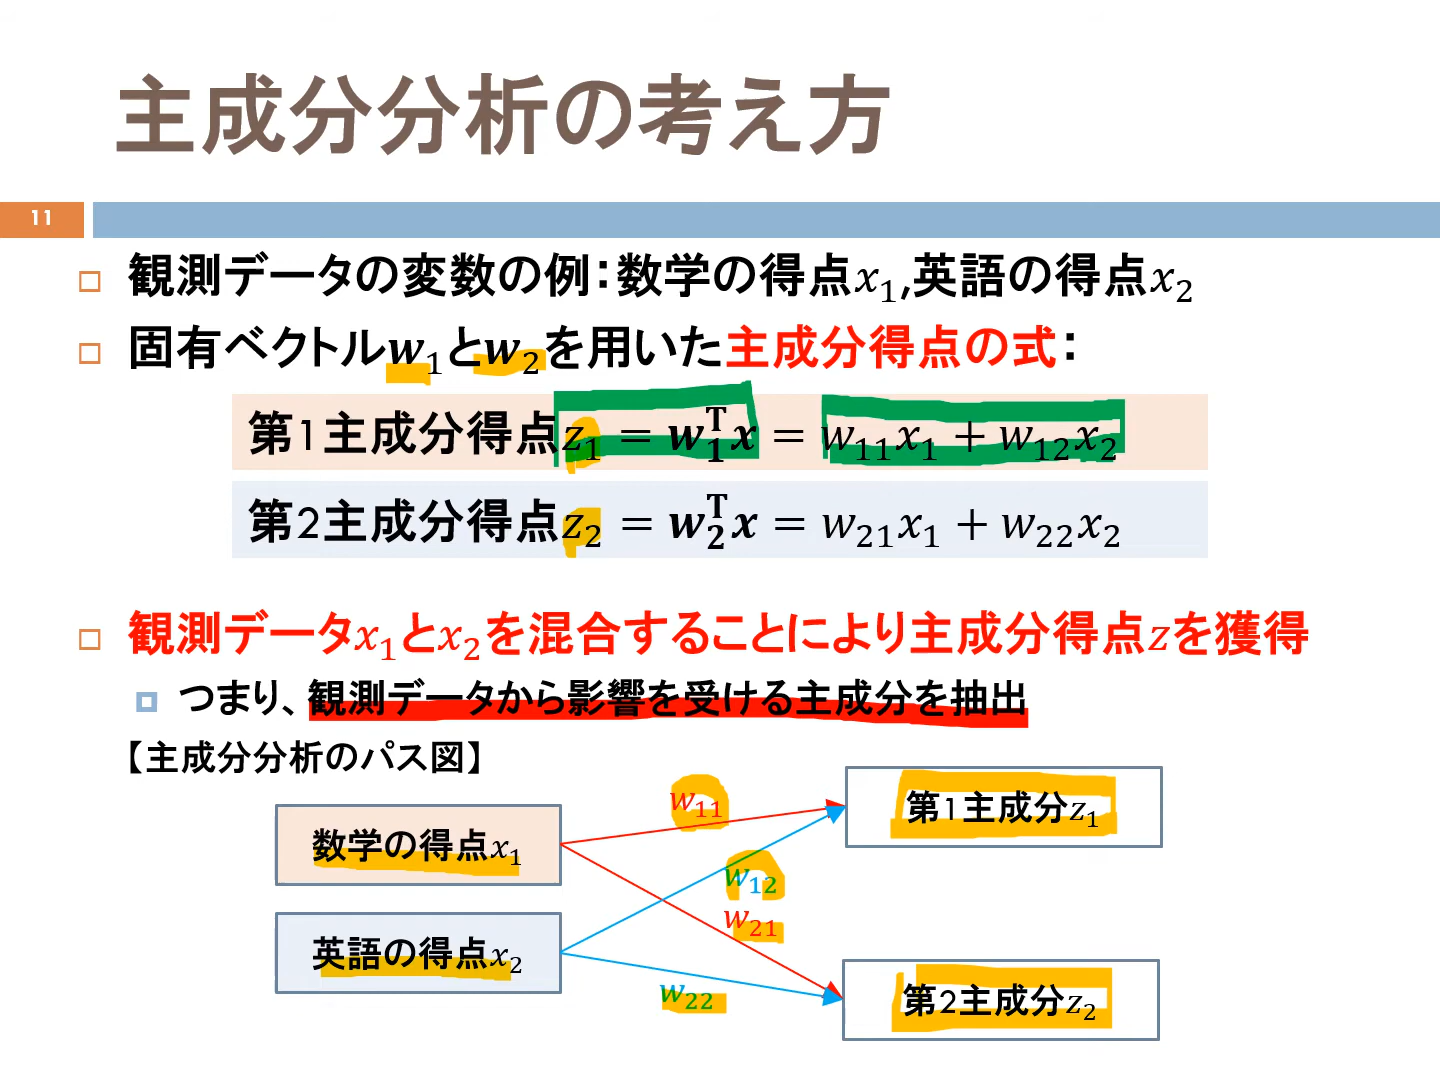 主成分分析の考え方
11
観測データの変数の例：数学の得点x₁,英語の得点x₂
固有ベクトルw₁とw₂を用いた主成分得点の式：
第1主成分得点z₁ = w₁ᵀx = w₁₁x₁ + w₁₂x₂
第2主成分得点z₂ = w₂ᵀx = w₂₁x₁ + w₂₂x₂
観測データx₁とx₂を混合することにより主成分得点zを獲得
つまり、観測データから影響を受ける主成分を抽出
【主成分分析のパス図】
数学の得点x₁
w₁₁
第1主成分z₁
w₁₂
w₂₁
英語の得点x₂
w₂₂
第2主成分z₂